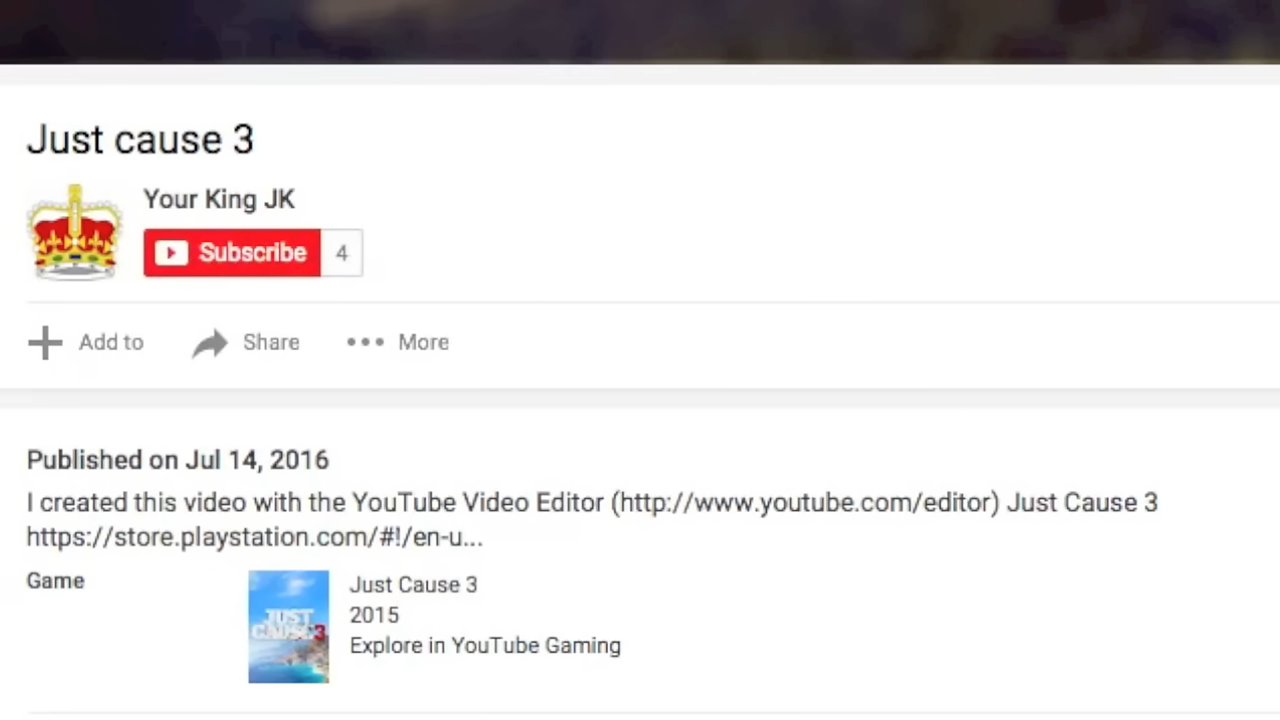 Just cause 3
Your King JK
Subscribe 4
Add to Share More
Published on Jul 14, 2016
I created this video with the YouTube Video Editor (http://www.youtube.com/editor) Just Cause 3
https://store.playstation.com/#!/en-u...
Game
Just Cause 3
2015
Explore in YouTube Gaming
JUST
CAUSE3